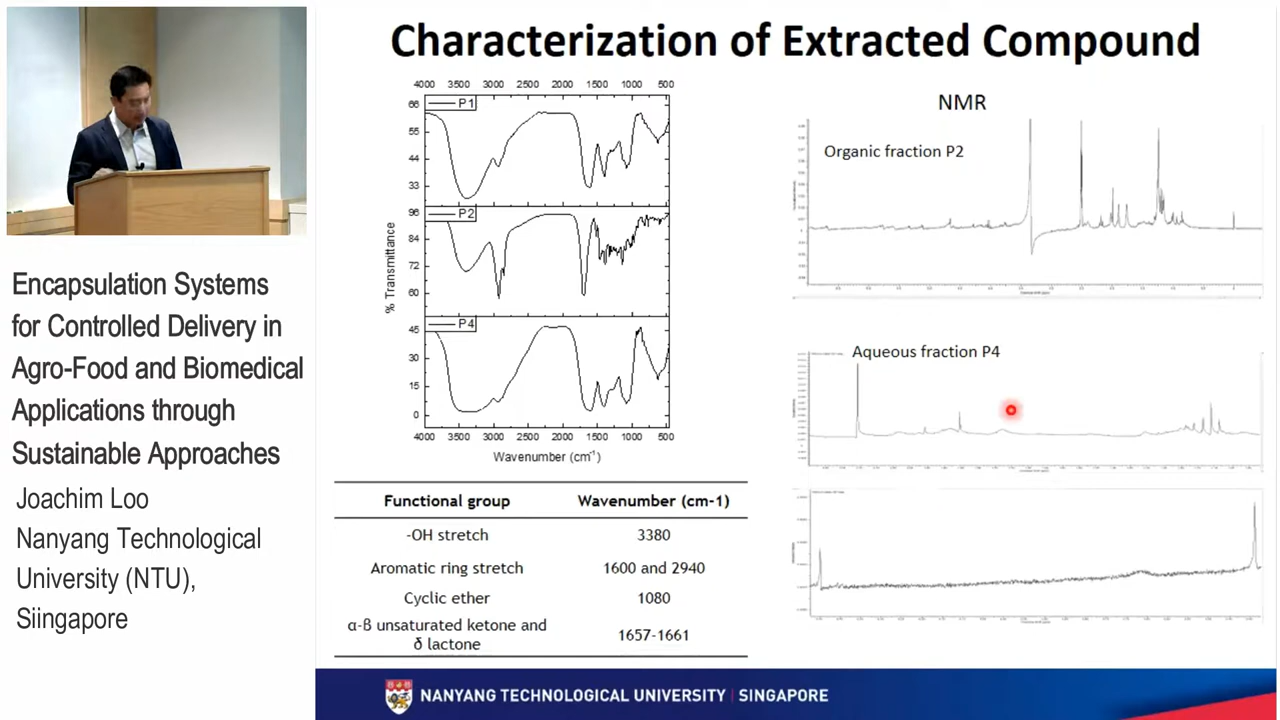 Characterization of Extracted Compound
Encapsulation Systems
for Controlled Delivery in
Agro-Food and Biomedical
Applications through
Sustainable Approaches
Joachim Loo
Nanyang Technological
University (NTU),
Siingapore
4000 3500 3000 2500 2000 1500 1000 500
P1
66
55
44
33
P2
96
84
72
60
P4
45
30
15
0
% Transmittance
4000 3500 3000 2500 2000 1500 1000 500
Wavenumber (cm⁻¹)
Functional group Wavenumber (cm-1)
-OH stretch 3380
Aromatic ring stretch 1600 and 2940
Cyclic ether 1080
α-ß unsaturated ketone and
δ lactone 1657-1661
NMR
Organic fraction P2
Aqueous fraction P4
NANYANG TECHNOLOGICAL UNIVERSITY | SINGAPORE